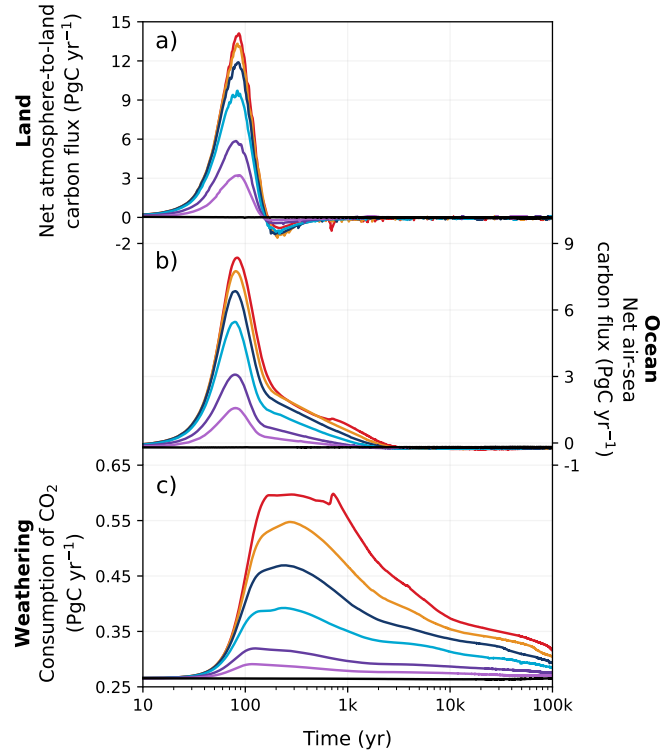 Land
Net atmosphere-to-land
carbon flux (PgC yr⁻¹)
a)
15
12
9
6
3
0
-2
b)
9
6
3
0
-1
Ocean
Net air-sea
carbon flux (PgC yr⁻¹)
c)
Weathering
Consumption of CO₂
(PgC yr⁻¹)
0.65
0.55
0.45
0.35
0.25
10
100
1k
10k
100k
Time (yr)